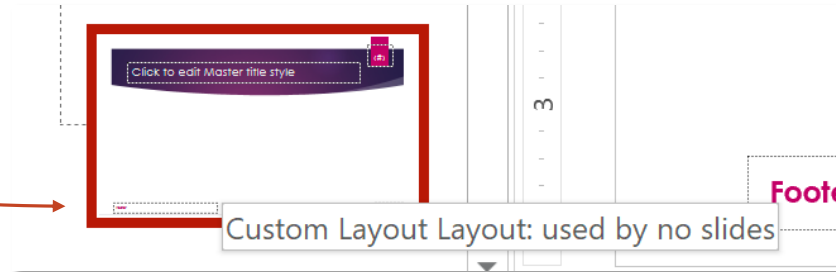 Click to edit Master title style
‹#›
3
Foote
Custom Layout Layout: used by no slides